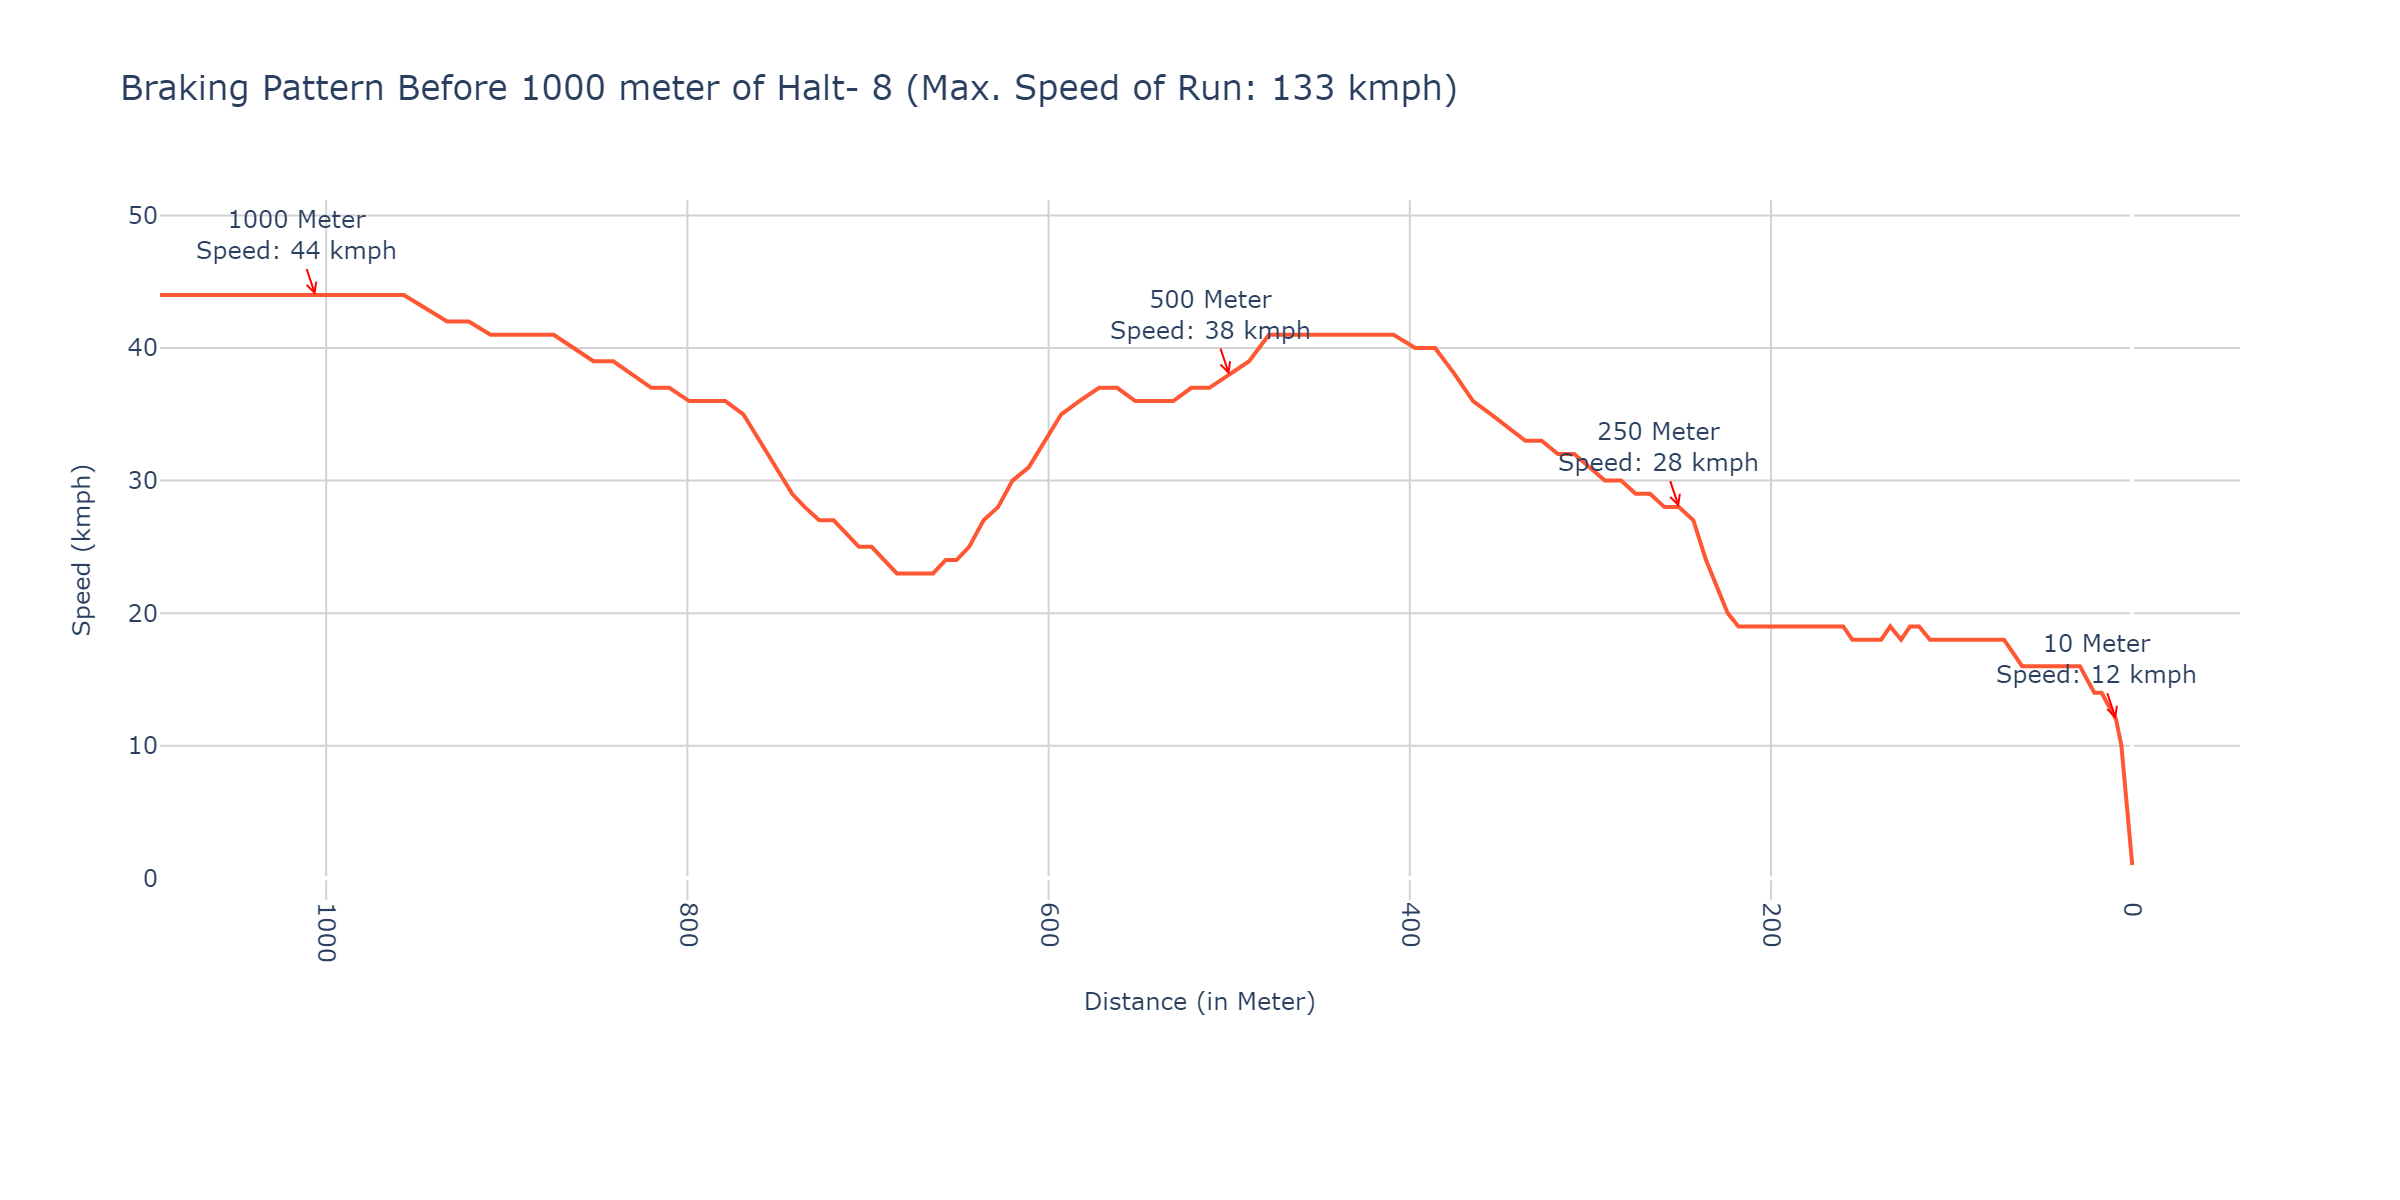 Braking Pattern Before 1000 meter of Halt- 8 (Max. Speed of Run: 133 kmph)
50
1000 Meter
Speed: 44 kmph
500 Meter
Speed: 38 kmph
40
250 Meter
Speed: 28 kmph
30
20
10 Meter
Speed: 12 kmph
10
0
Speed (kmph)
1000
800
600
400
200
0
Distance (in Meter)